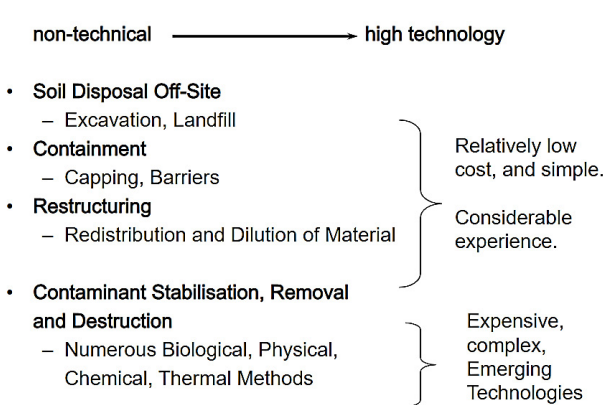 non-technical high technology
• Soil Disposal Off-Site
– Excavation, Landfill
• Containment
– Capping, Barriers
• Restructuring
– Redistribution and Dilution of Material
Relatively low
cost, and simple.
Considerable
experience.
• Contaminant Stabilisation, Removal
and Destruction
– Numerous Biological, Physical,
Chemical, Thermal Methods
Expensive,
complex,
Emerging
Technologies